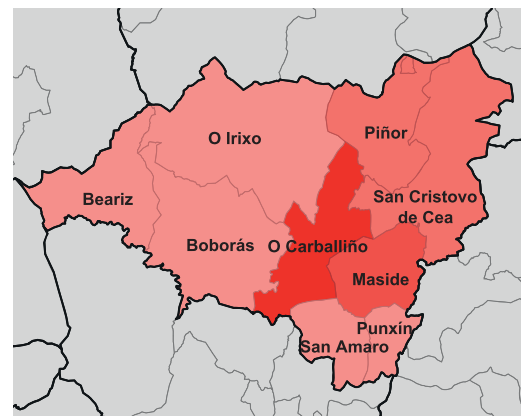 O Irixo
Piñor
Beariz
San Cristovo
de Cea
Boborás
O Carballiño
Maside
Punxín
San Amaro